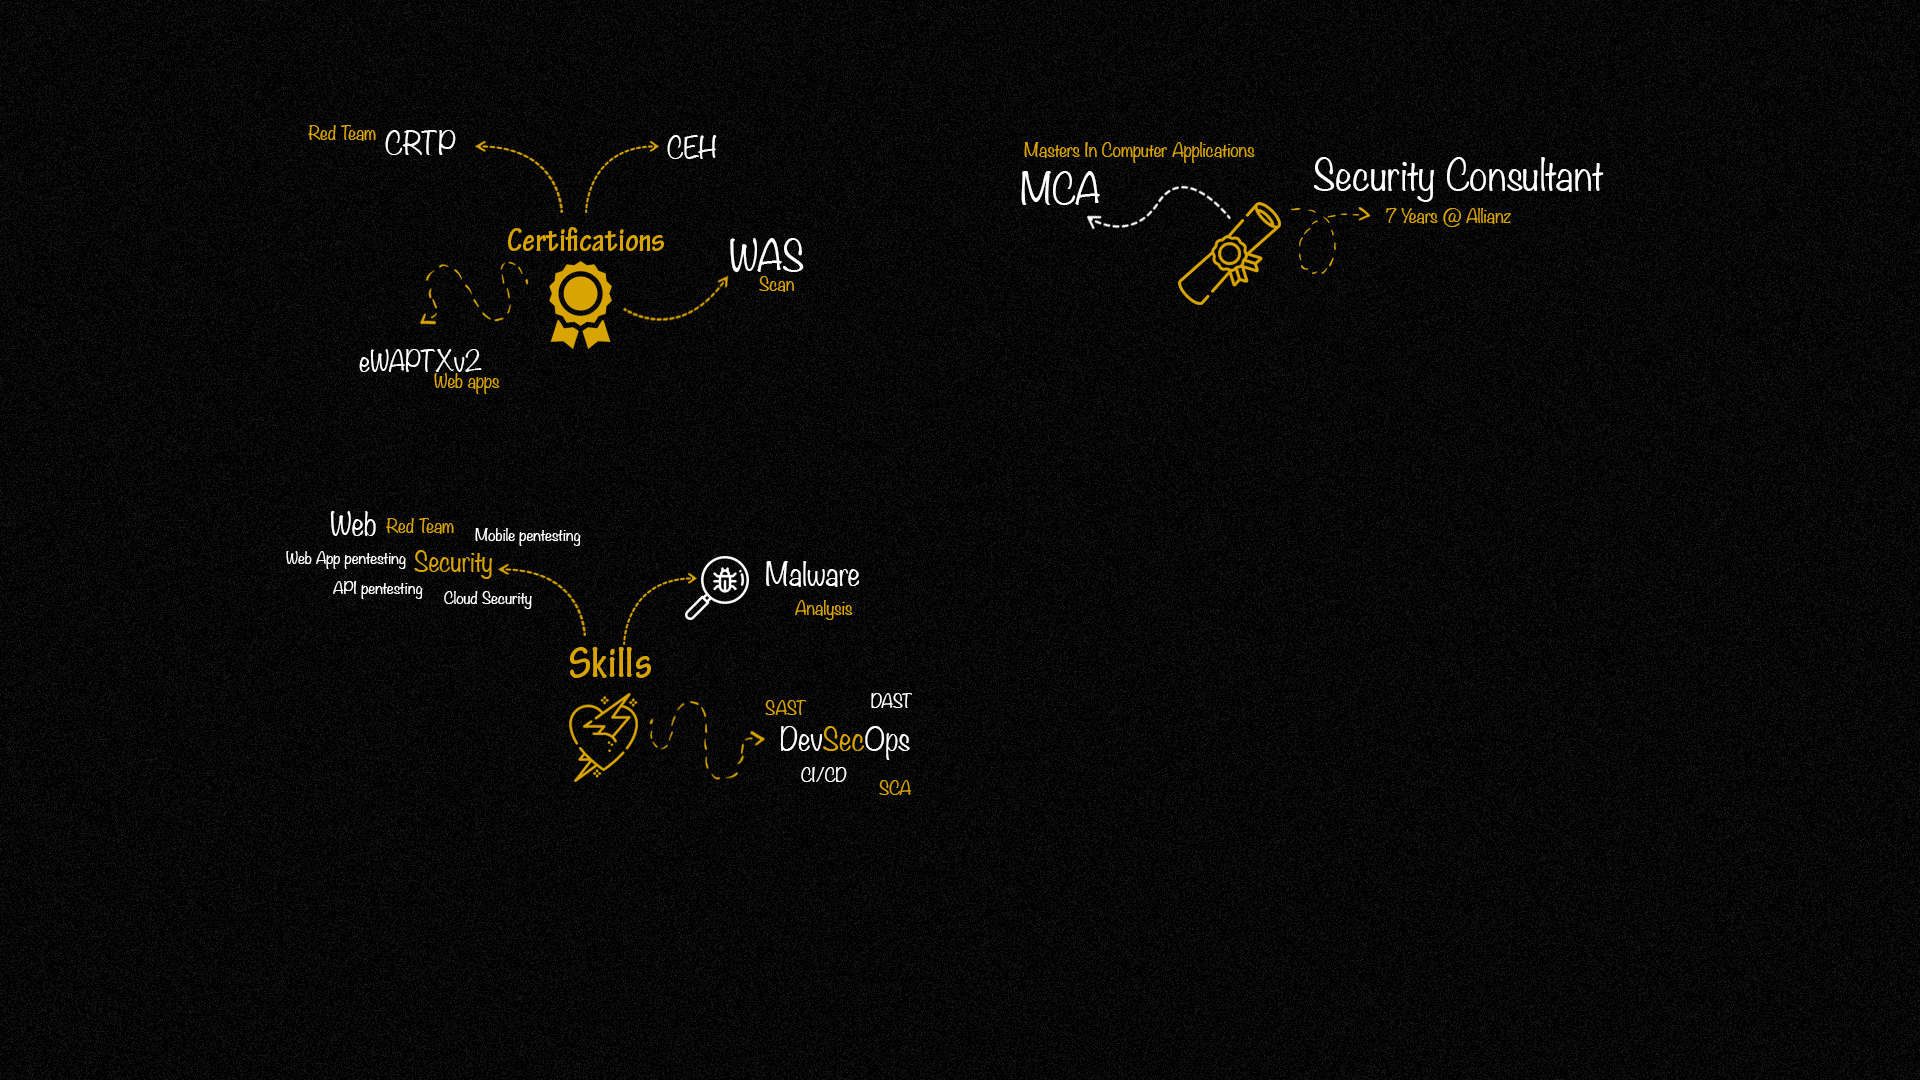 Red Team CRTP
CEH
Certifications
WAS
Scan
eWAPTXv2
Web apps
Masters In Computer Applications
MCA
Security Consultant
7 Years @ Allianz
Web Red Team
Mobile pentesting
Web App pentesting Security
API pentesting
Cloud Security
Malware
Analysis
Skills
SAST
DAST
DevSecOps
CI/CD
SCA